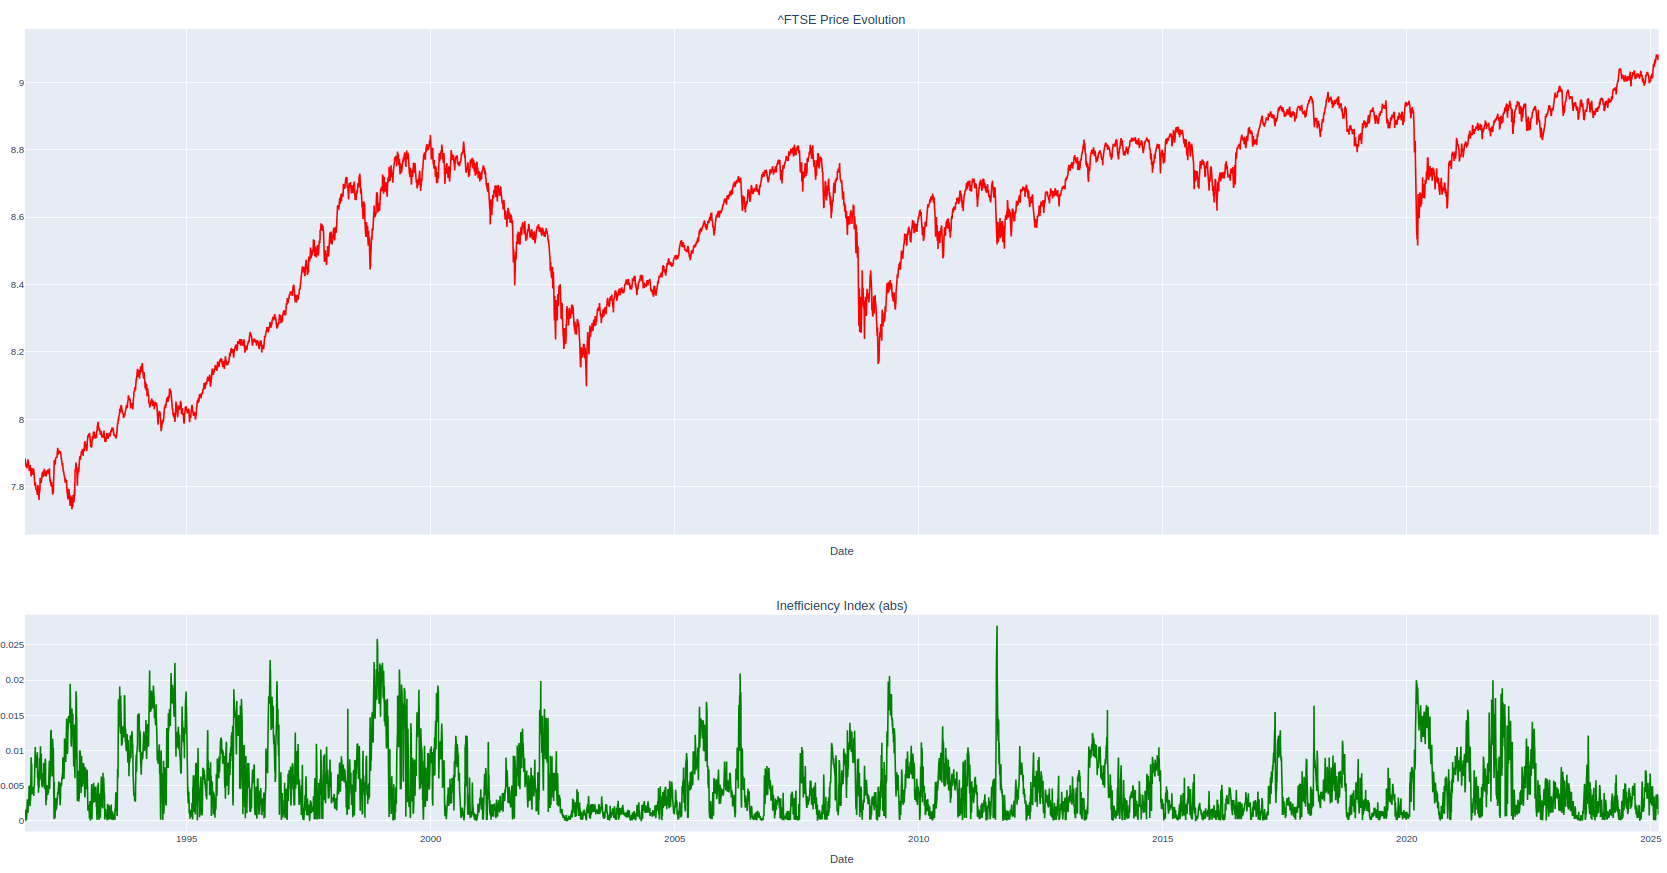 ^FTSE Price Evolution
9
8.8
8.6
8.4
8.2
8
7.8
Date
Inefficiency Index (abs)
0.025
0.02
0.015
0.01
0.005
0
1995 2000 2005 2010 2015 2020 2025
Date